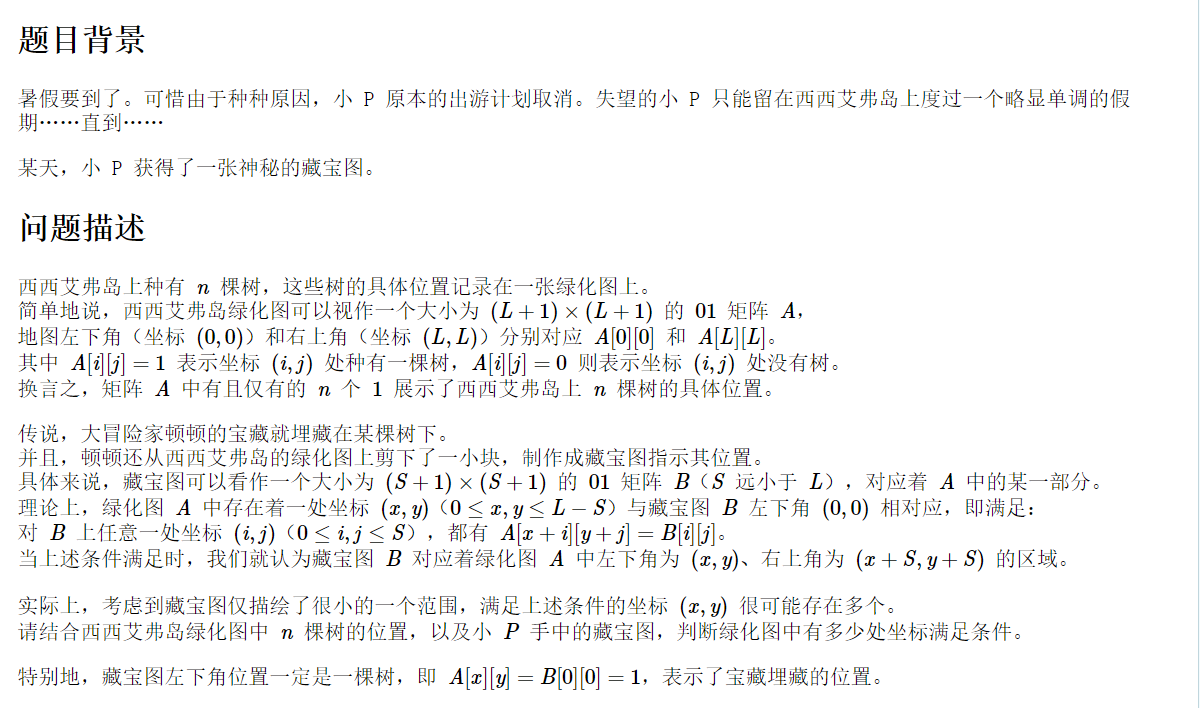 题目背景
暑假要到了。可惜由于种种原因，小 P 原本的出游计划取消。失望的小 P 只能留在西西艾弗岛上度过一个略显单调的假
期……直到……
某天，小 P 获得了一张神秘的藏宝图。
问题描述
西西艾弗岛上种有 n 棵树，这些树的具体位置记录在一张绿化图上。
简单地说，西西艾弗岛绿化图可以视作一个大小为 (L + 1) × (L + 1) 的 01 矩阵 A，
地图左下角（坐标 (0, 0)）和右上角（坐标 (L, L)）分别对应 A[0][0] 和 A[L][L]。
其中 A[i][j] = 1 表示坐标 (i, j) 处种有一棵树，A[i][j] = 0 则表示坐标 (i, j) 处没有树。
换言之，矩阵 A 中有且仅有的 n 个 1 展示了西西艾弗岛上 n 棵树的具体位置。
传说，大冒险家顿顿的宝藏就埋藏在某棵树下。
并且，顿顿还从西西艾弗岛的绿化图上剪下了一小块，制作成藏宝图指示其位置。
具体来说，藏宝图可以看作一个大小为 (S + 1) × (S + 1) 的 01 矩阵 B（S 远小于 L），对应着 A 中的某一部分。
理论上，绿化图 A 中存在着一处坐标 (x, y)（0 ≤ x, y ≤ L − S）与藏宝图 B 左下角 (0, 0) 相对应，即满足：
对 B 上任意一处坐标 (i, j)（0 ≤ i, j ≤ S），都有 A[x + i][y + j] = B[i][j]。
当上述条件满足时，我们就认为藏宝图 B 对应着绿化图 A 中左下角为 (x, y)、右上角为 (x + S, y + S) 的区域。
实际上，考虑到藏宝图仅描绘了很小的一个范围，满足上述条件的坐标 (x, y) 很可能存在多个。
请结合西西艾弗岛绿化图中 n 棵树的位置，以及小 P 手中的藏宝图，判断绿化图中有多少处坐标满足条件。
特别地，藏宝图左下角位置一定是一棵树，即 A[x][y] = B[0][0] = 1，表示了宝藏埋藏的位置。